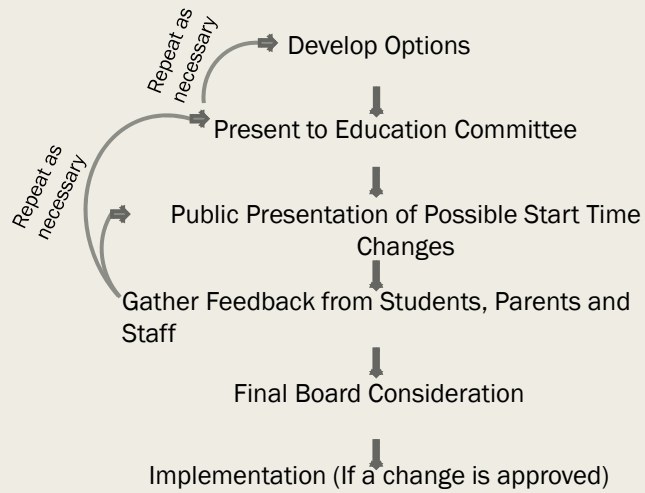 Repeat as
necessary
Develop Options
Present to Education Committee
Repeat as
necessary
Public Presentation of Possible Start Time
Changes
Gather Feedback from Students, Parents and
Staff
Final Board Consideration
Implementation (If a change is approved)